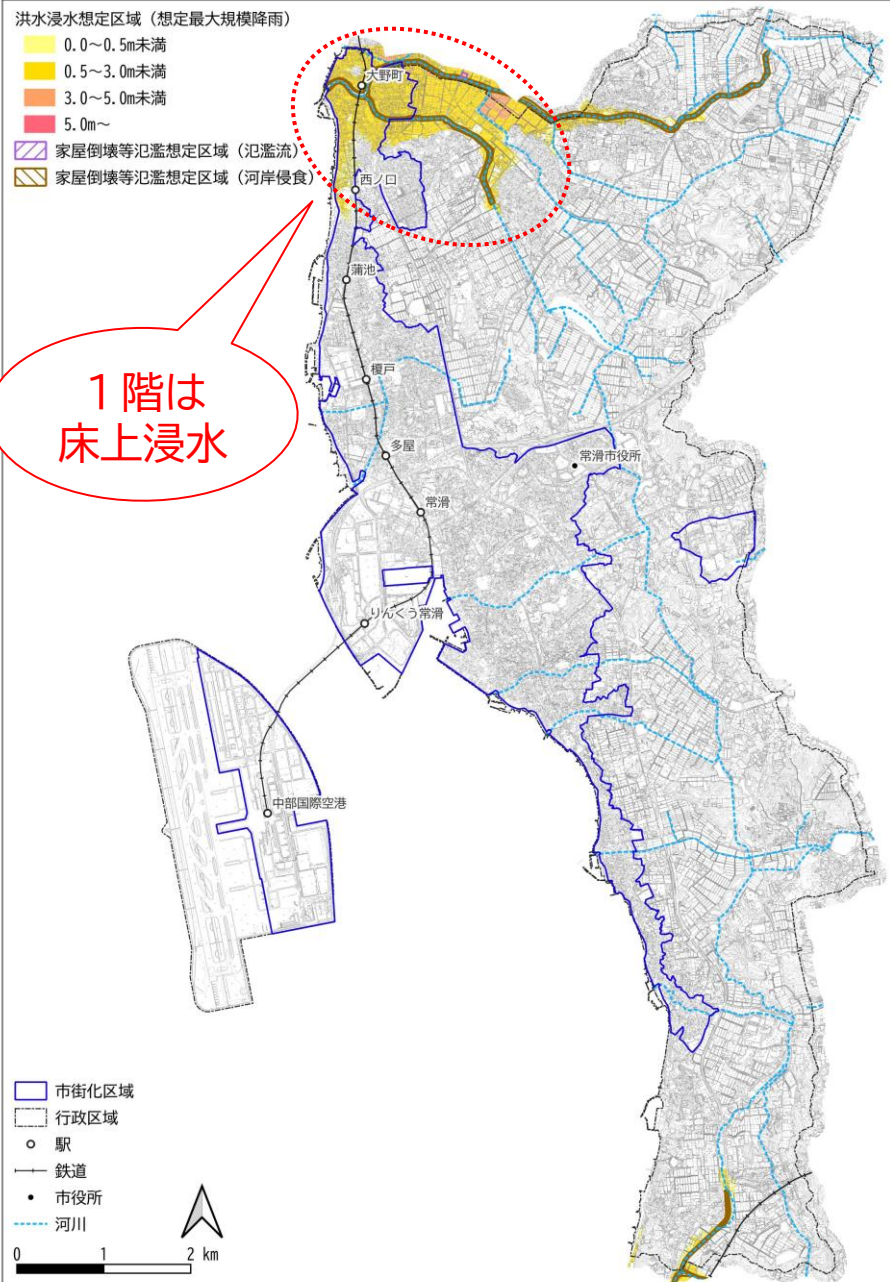 洪水浸水想定区域（想定最大規模降雨）
0.0～0.5m未満
0.5～3.0m未満
3.0～5.0m未満
5.0m～
家屋倒壊等氾濫想定区域（氾濫流）
家屋倒壊等氾濫想定区域（河岸侵食）
大野町
西ノ口
蒲池
榎戸
１階は
床上浸水
多屋
常滑市役所
常滑
りんくう常滑
中部国際空港
市街化区域
行政区域
駅
鉄道
市役所
河川
0 1 2 km